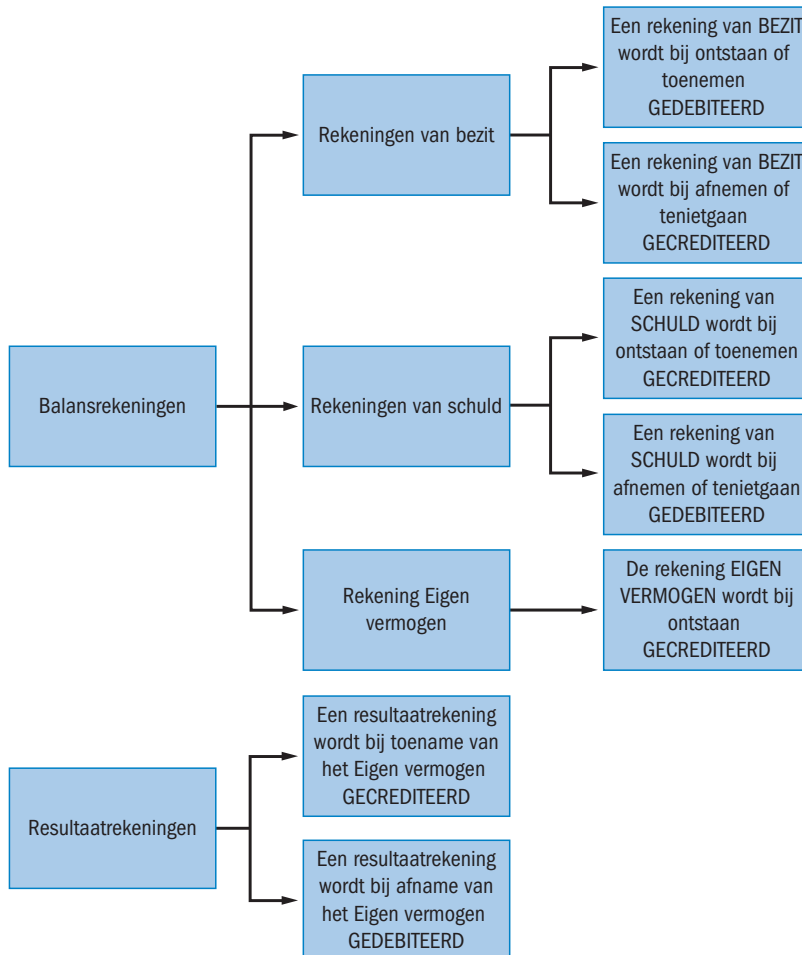 Een rekening van BEZIT
wordt bij ontstaan of
toenemen
GEDEBITEERD
Rekeningen van bezit
Een rekening van BEZIT
wordt bij afnemen of
tenietgaan
GECREDITEERD
Een rekening van
SCHULD wordt bij
ontstaan of toenemen
GECREDITEERD
Balansrekeningen
Rekeningen van schuld
Een rekening van
SCHULD wordt bij
afnemen of tenietgaan
GEDEBITEERD
Rekening Eigen
vermogen
De rekening EIGEN
VERMOGEN wordt bij
ontstaan
GECREDITEERD
Een resultaatrekening
wordt bij toename van
het Eigen vermogen
GECREDITEERD
Resultaatrekeningen
Een resultaatrekening
wordt bij afname van
het Eigen vermogen
GEDEBITEERD